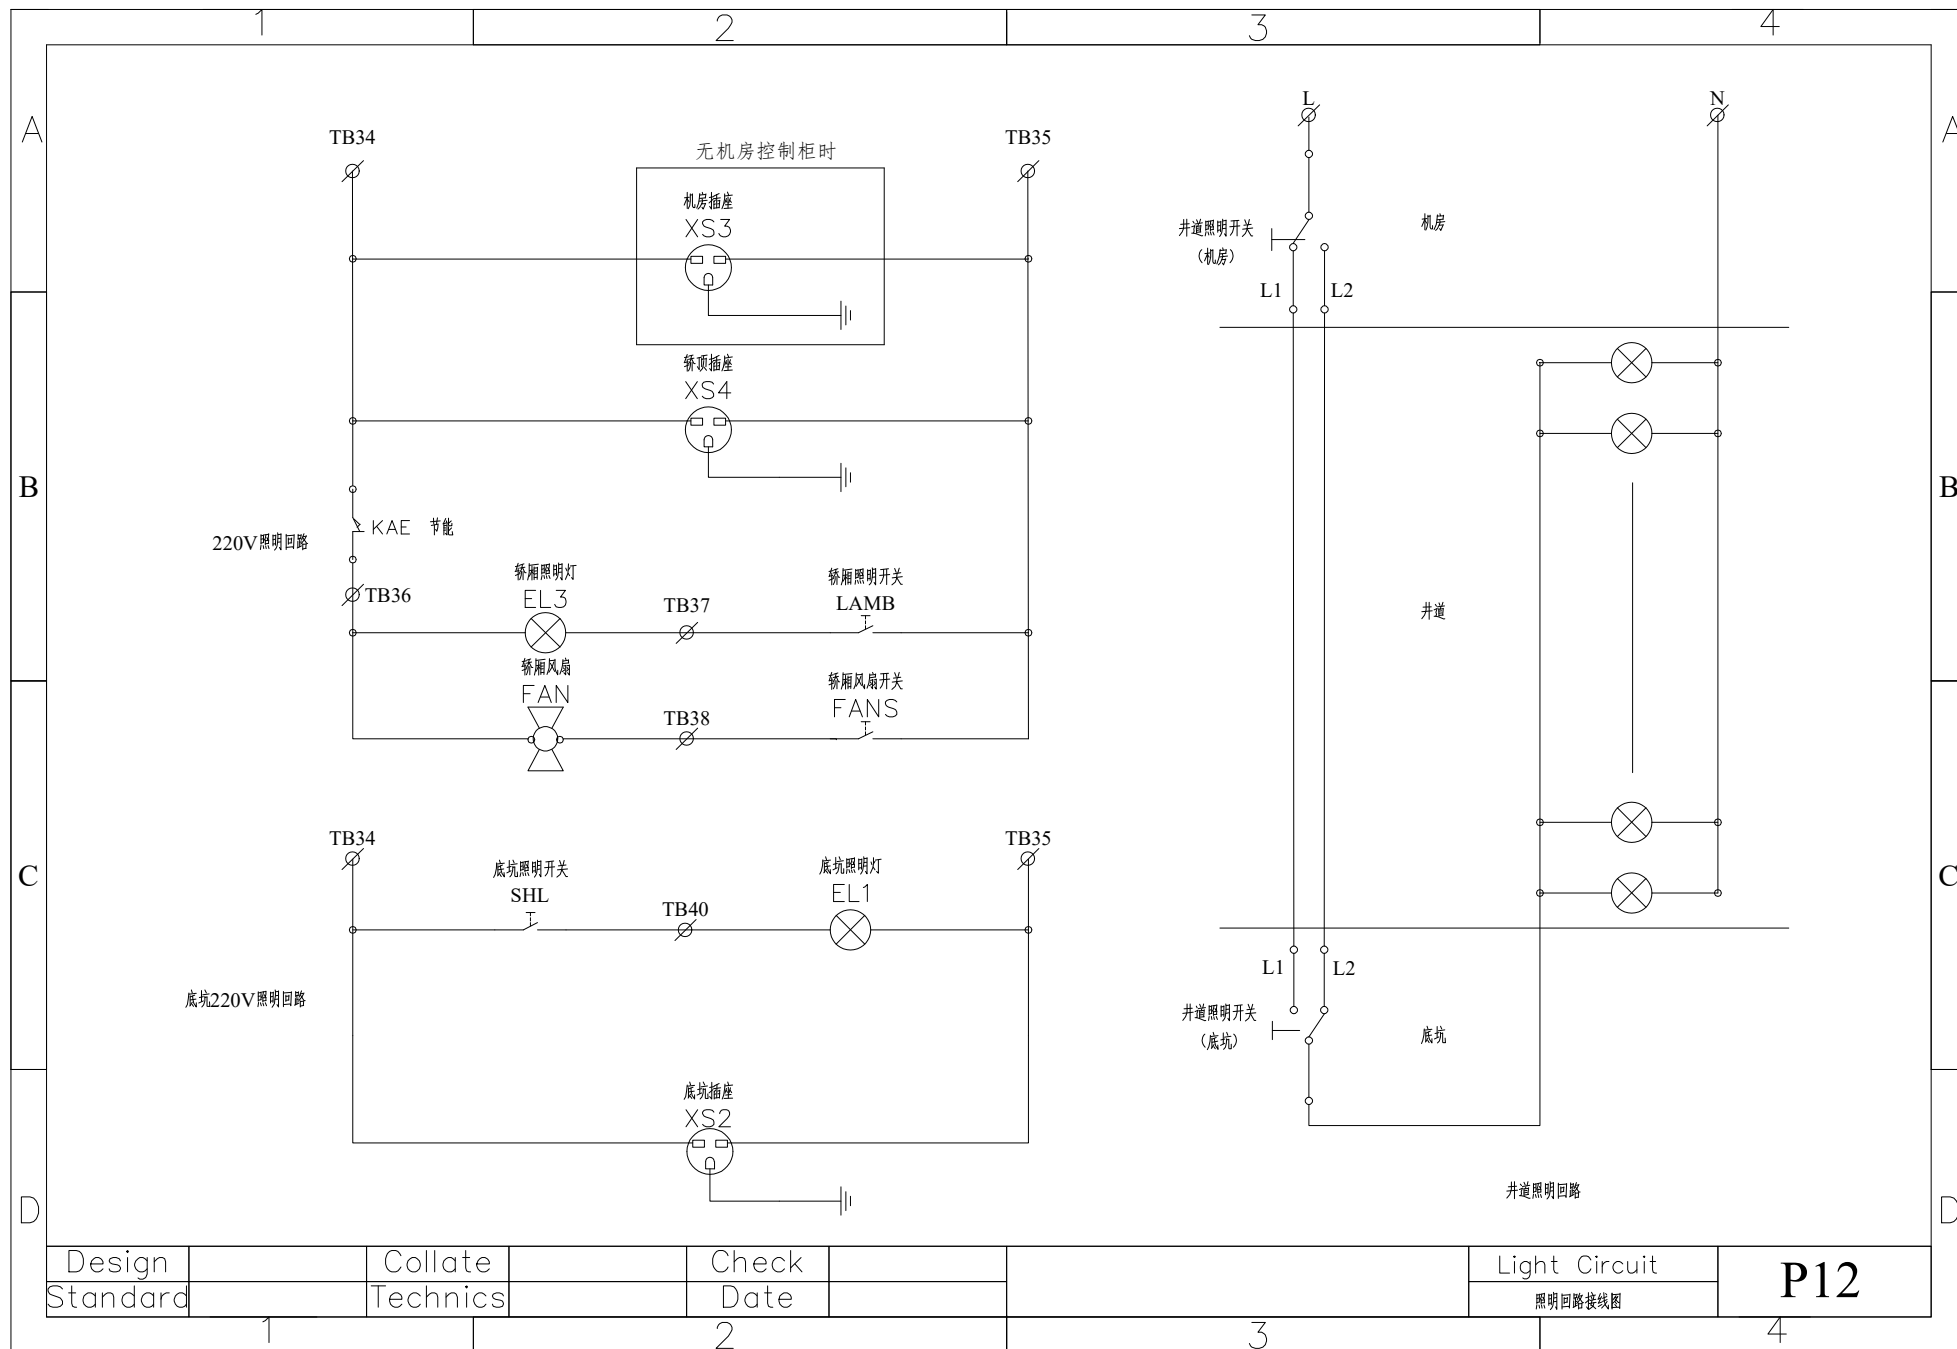 1
2
3
4
A
A
L
N
TB34
TB35
无机房控制柜时
机房插座
XS3
井道照明开关
(机房)
机房
L1
L2
轿顶插座
XS4
B
B
KAE 节能
220V照明回路
TB36
轿厢照明灯
EL3
TB37
轿厢照明开关
LAMB
井道
轿厢风扇
FAN
TB38
轿厢风扇开关
FANS
TB34
TB35
C
C
底坑照明开关
SHL
TB40
底坑照明灯
EL1
L1
L2
底坑220V照明回路
井道照明开关
(底坑)
底坑
底坑插座
XS2
井道照明回路
D
D
Design
Collate
Check
Light Circuit
P12
Standard
Technics
Date
照明回路接线图
1
2
3
4